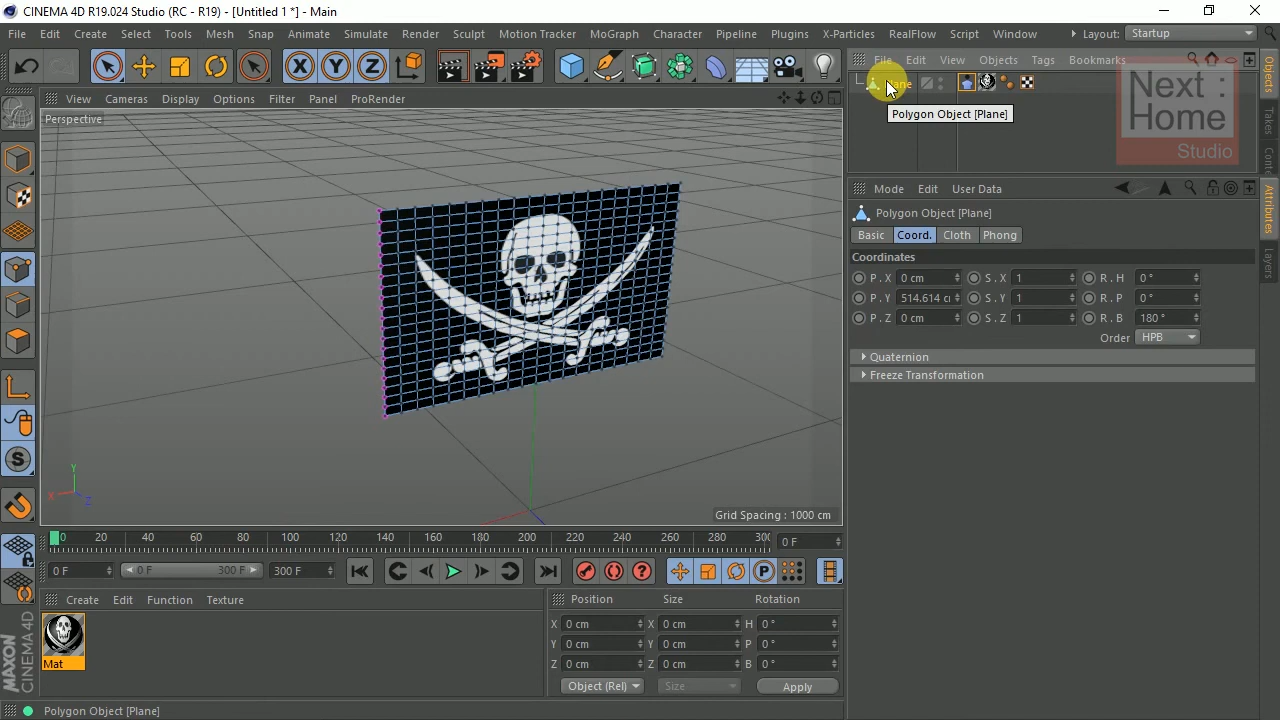 CINEMA 4D R19.024 Studio (RC - R19) - [Untitled 1 *] - Main
File Edit Create Select Tools Mesh Snap Animate Simulate Render Sculpt Motion Tracker MoGraph Character Pipeline Plugins X-Particles RealFlow Script Window Layout: Startup
X Y Z
File Edit View Objects Tags Bookmarks
Polygon Object [Plane]
Next :
Home
Studio
Objects
Takes
Attributes
Layers
View Cameras Display Options Filter Panel ProRender
Perspective
Y
X
Z
Grid Spacing : 1000 cm
Mode Edit User Data
Polygon Object [Plane]
Basic Coord. Cloth Phong
Coordinates
P . X 0 cm S . X 1 R . H 0 °
P . Y 514.614 S . Y 1 R . P 0 °
P . Z 0 cm S . Z 1 R . B 180 °
Order HPB
Quaternion
Freeze Transformation
S
0 20 40 60 80 100 120 140 160 180 200 220 240 260 280 0 F
0 F 0 F 300 F 300 F
P
Create Edit Function Texture
Mat
Position Size Rotation
X 0 cm X 0 cm H 0 °
Y 0 cm Y 0 cm P 0 °
Z 0 cm Z 0 cm B 0 °
Object (Rel) Size Apply
MAXON
CINEMA 4D
Polygon Object [Plane]